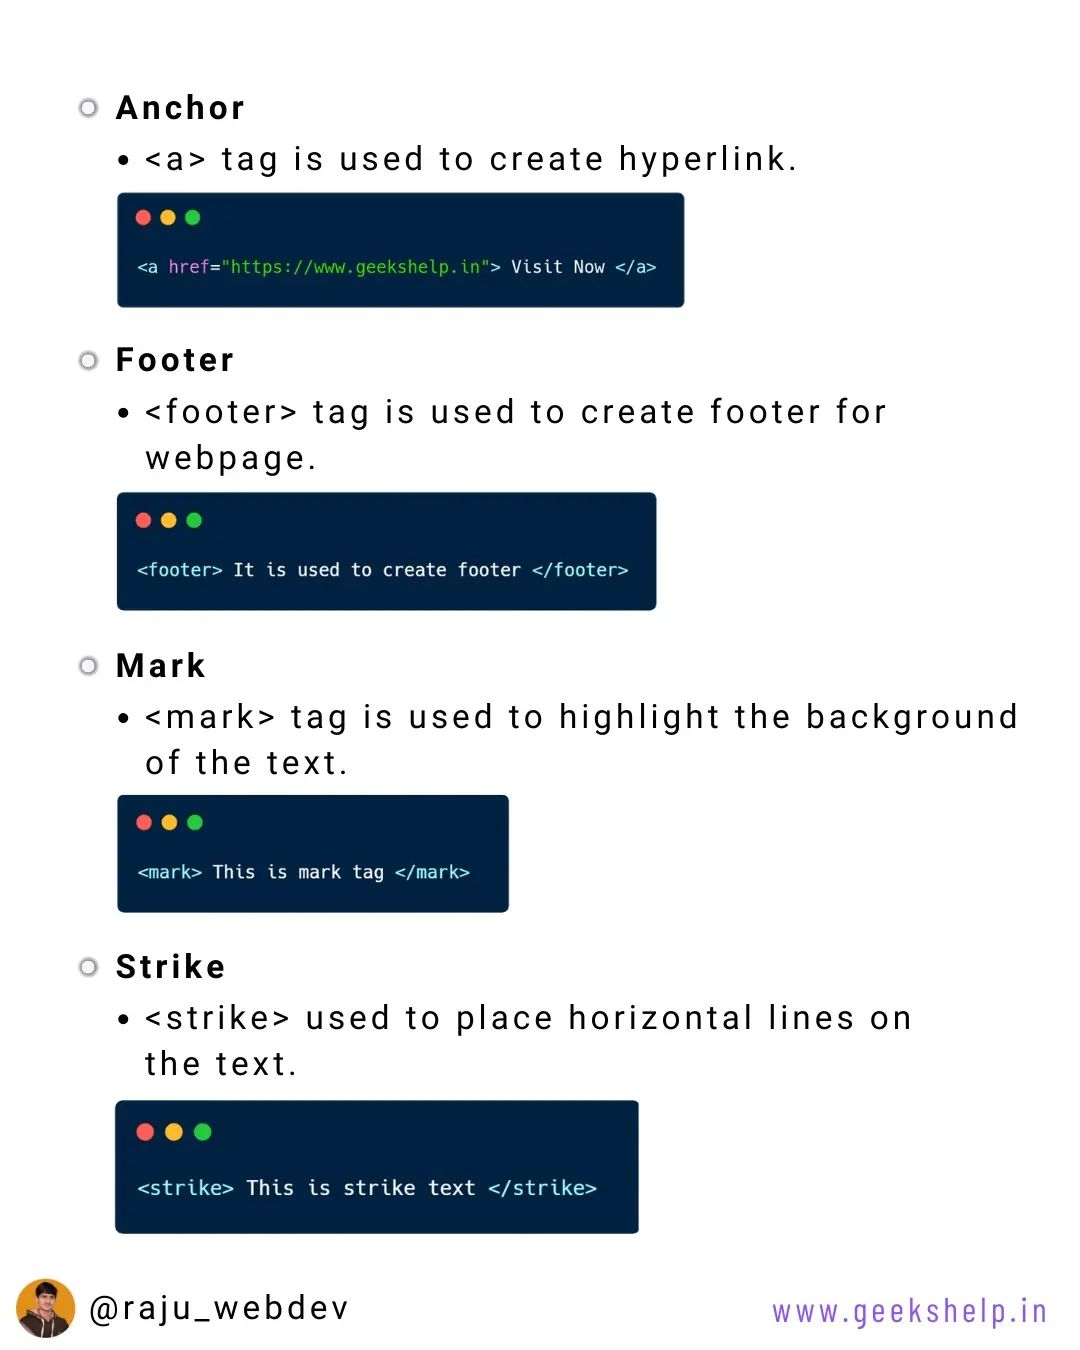 Anchor
• <a> tag is used to create hyperlink.
<a href="https://www.geekshelp.in"> Visit Now </a>
Footer
• <footer> tag is used to create footer for
webpage.
<footer> It is used to create footer </footer>
Mark
• <mark> tag is used to highlight the background
of the text.
<mark> This is mark tag </mark>
Strike
• <strike> used to place horizontal lines on
the text.
<strike> This is strike text </strike>
@raju_webdev
www.geekshelp.in